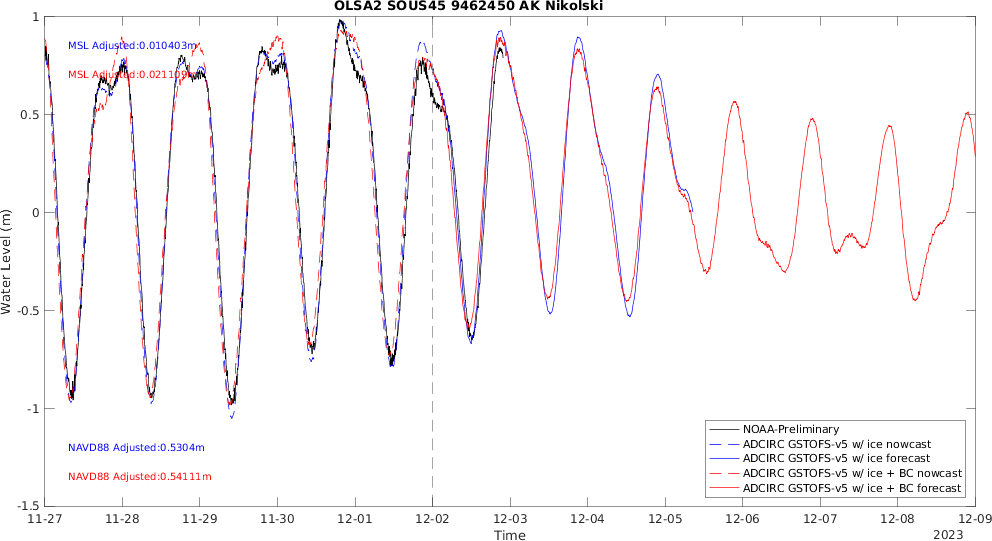 OLSA2 SOUS45 9462450 AK Nikolski
MSL Adjusted:0.010403m
MSL Adjusted:0.021109m
NAVD88 Adjusted:0.5304m
NAVD88 Adjusted:0.54111m
Water Level (m)
1
0.5
0
-0.5
-1
-1.5
NOAA-Preliminary
ADCIRC GSTOFS-v5 w/ ice nowcast
ADCIRC GSTOFS-v5 w/ ice forecast
ADCIRC GSTOFS-v5 w/ ice + BC nowcast
ADCIRC GSTOFS-v5 w/ ice + BC forecast
11-27 11-28 11-29 11-30 12-01 12-02 12-03 12-04 12-05 12-06 12-07 12-08 12-09
Time
2023